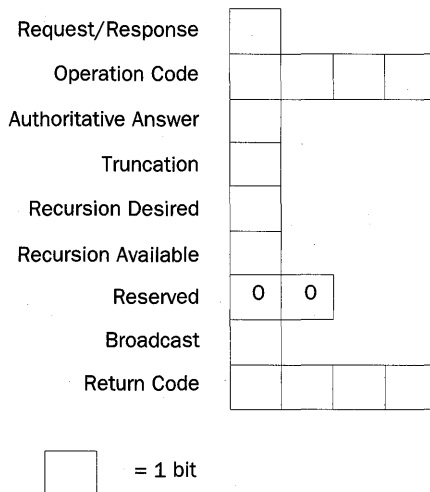 Request/Response
Operation Code
Authoritative Answer
Truncation
Recursion Desired
Recursion Available
Reserved 0 0
Broadcast
Return Code
= 1 bit